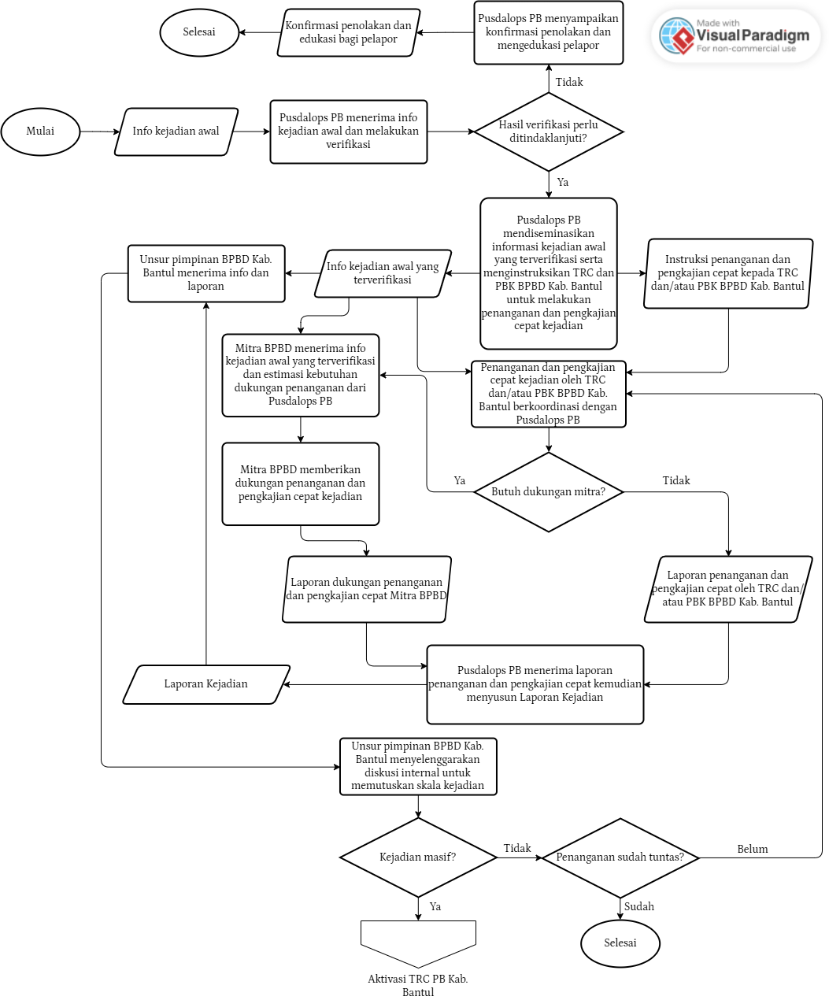 Selesai
Konfirmasi penolakan dan
edukasi bagi pelapor
Pusdalops PB menyampaikan
konfirmasi penolakan dan
mengedukasi pelapor
Made with
VisualParadigm
For non-commercial use
Tidak
Mulai
Info kejadian awal
Pusdalops PB menerima info
kejadian awal dan melakukan
verifikasi
Hasil verifikasi perlu
ditindaklanjuti?
Ya
Unsur pimpinan BPBD Kab.
Bantul menerima info dan
laporan
Info kejadian awal yang
terverifikasi
Pusdalops PB
mendiseminasikan
informasi kejadian awal
yang terverifikasi serta
menginstruksikan TRC dan
PBK BPBD Kab. Bantul
untuk melakukan
penanganan dan pengkajian
cepat kejadian
Instruksi penanganan dan
pengkajian cepat kepada TRC
dan/atau PBK BPBD Kab. Bantul
Mitra BPBD menerima info
kejadian awal yang terverifikasi
dan estimasi kebutuhan
dukungan penanganan dari
Pusdalops PB
Penanganan dan pengkajian
cepat kejadian oleh TRC
dan/atau PBK BPBD Kab.
Bantul berkoordinasi dengan
Pusdalops PB
Mitra BPBD memberikan
dukungan penanganan dan
pengkajian cepat kejadian
Ya
Butuh dukungan mitra?
Tidak
Laporan dukungan penanganan
dan pengkajian cepat Mitra BPBD
Laporan penanganan dan
pengkajian cepat oleh TRC dan/
atau PBK BPBD Kab. Bantul
Laporan Kejadian
Pusdalops PB menerima laporan
penanganan dan pengkajian cepat kemudian
menyusun Laporan Kejadian
Unsur pimpinan BPBD Kab.
Bantul menyelenggarakan
diskusi internal untuk
memutuskan skala kejadian
Kejadian masif?
Tidak
Penanganan sudah tuntas?
Belum
Ya
Sudah
Selesai
Aktivasi TRC PB Kab.
Bantul